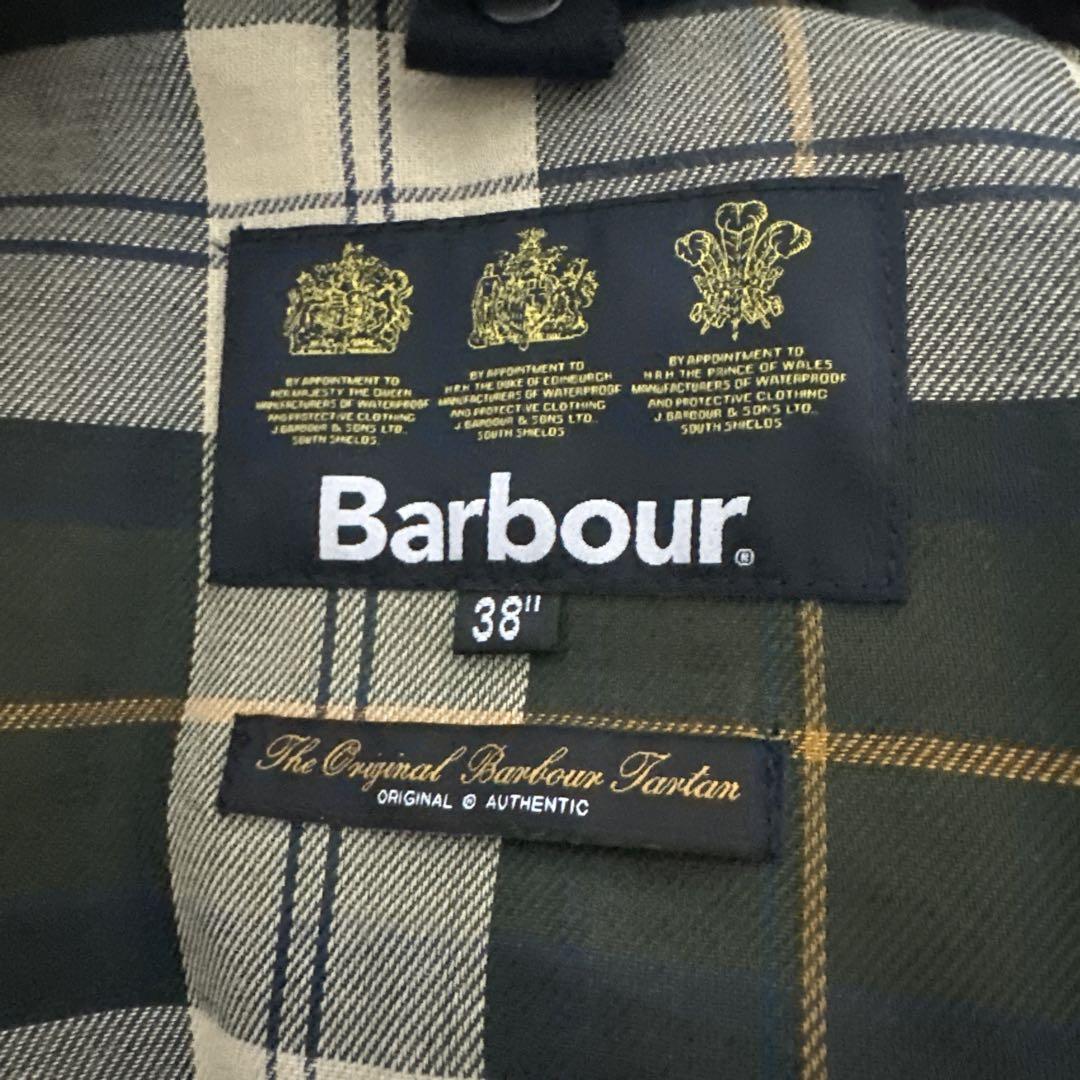 BY APPOINTMENT TO
HER MAJESTY THE QUEEN
MANUFACTURERS OF WATERPROOF
AND PROTECTIVE CLOTHING
J. BARBOUR & SONS LTD.
SOUTH SHIELDS.
BY APPOINTMENT TO
H.R.H. THE DUKE OF EDINBURGH
MANUFACTURERS OF WATERPROOF
AND PROTECTIVE CLOTHING
J. BARBOUR & SONS LTD.
SOUTH SHIELDS
BY APPOINTMENT TO
H.R.H. THE PRINCE OF WALES
MANUFACTURERS OF WATERPROOF
AND PROTECTIVE CLOTHING
J. BARBOUR & SONS LTD.
SOUTH SHIELDS
Barbour®
38"
The Original Barbour Tartan
ORIGINAL ® AUTHENTIC